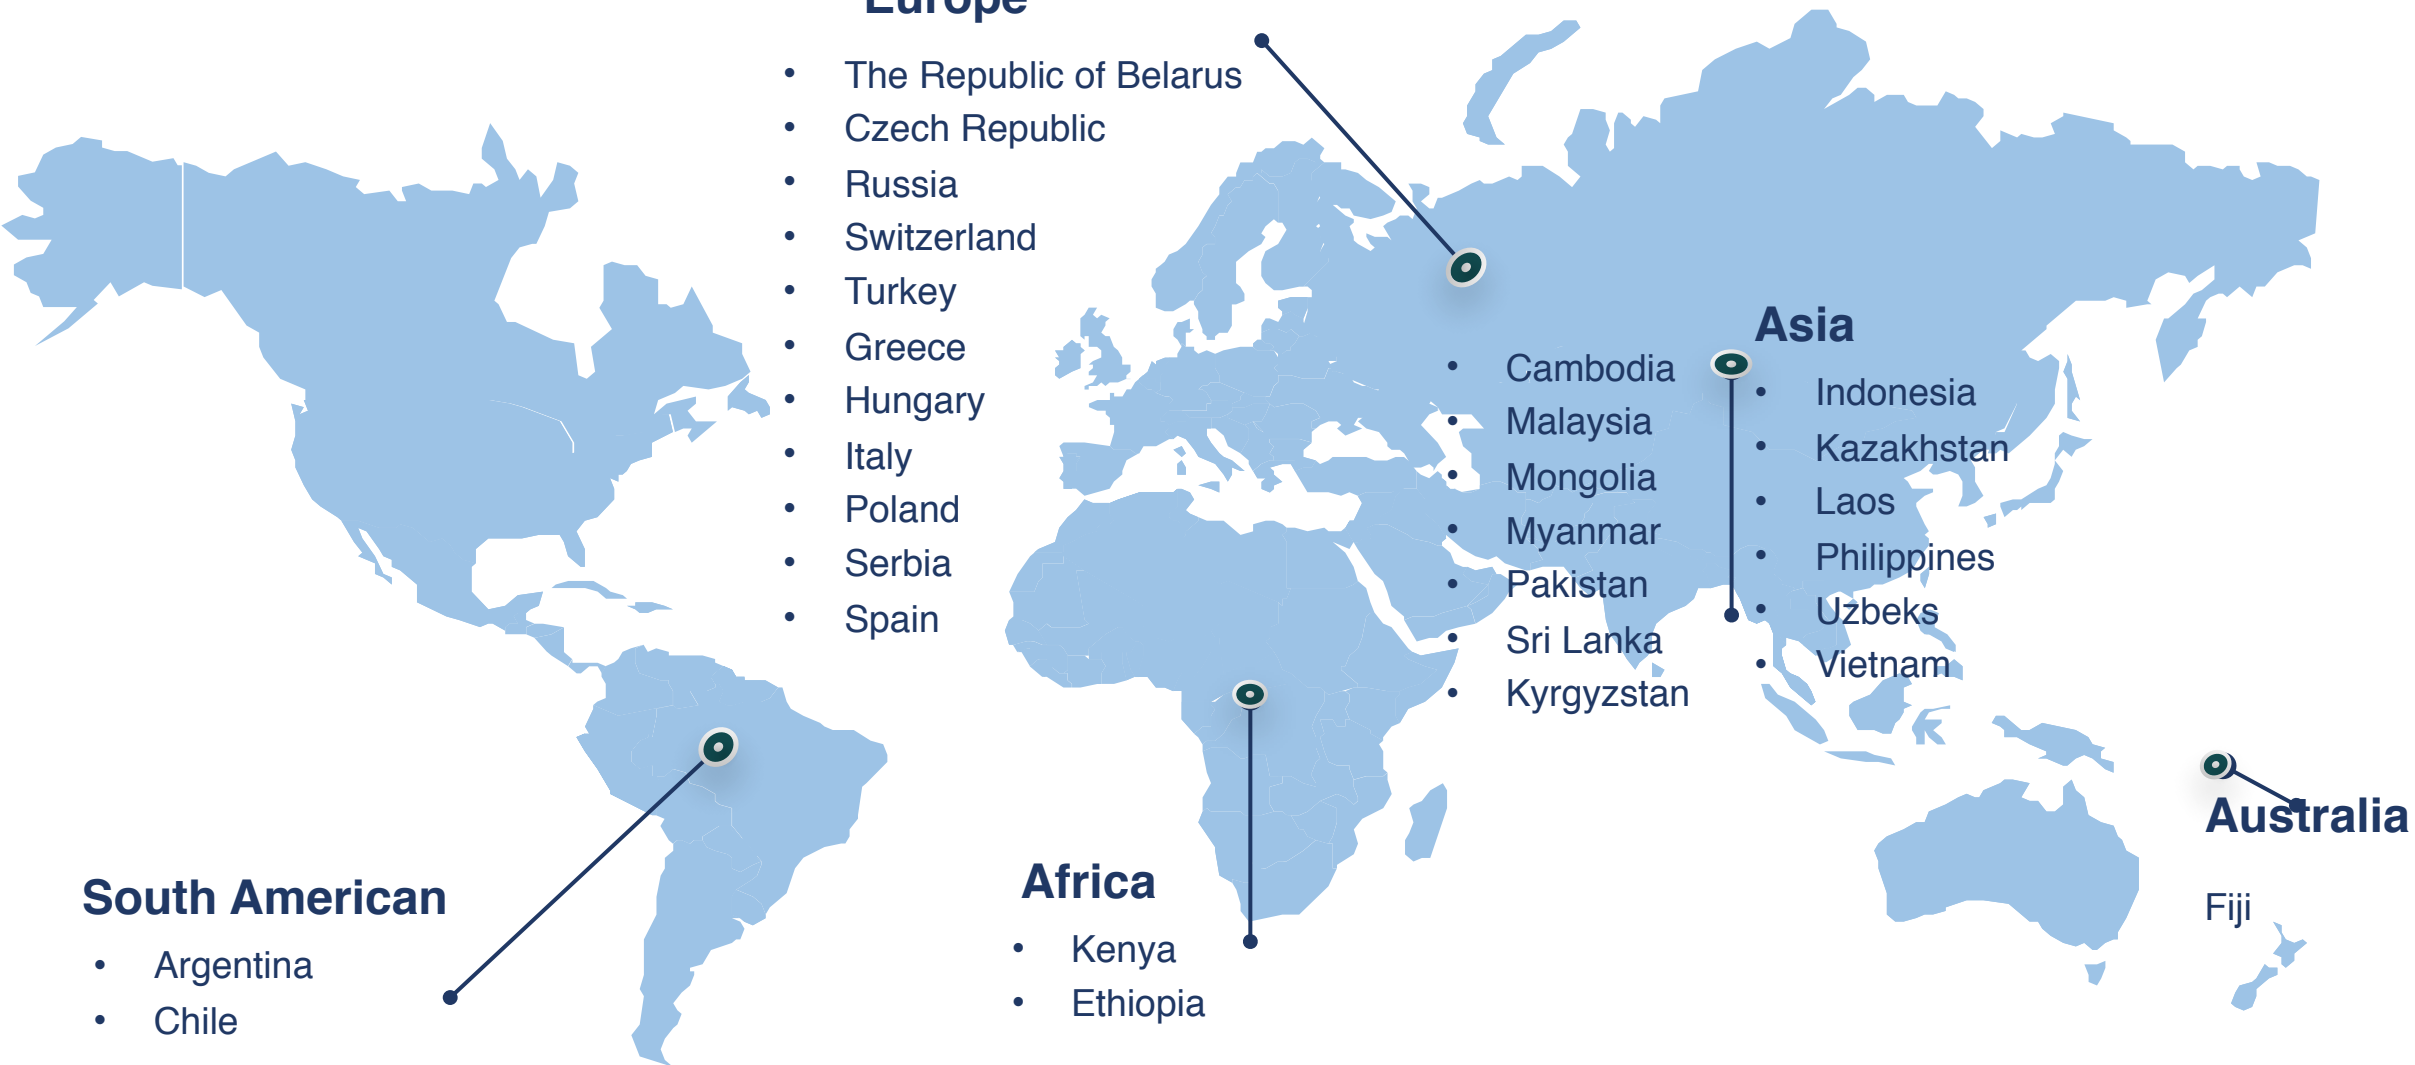 Europe
• The Republic of Belarus
• Czech Republic
• Russia
• Switzerland
• Turkey
• Greece
• Hungary
• Italy
• Poland
• Serbia
• Spain
Asia
• Cambodia
• Malaysia
• Mongolia
• Myanmar
• Pakistan
• Sri Lanka
• Kyrgyzstan
• Indonesia
• Kazakhstan
• Laos
• Philippines
• Uzbeks
• Vietnam
Australia
Fiji
South American
• Argentina
• Chile
Africa
• Kenya
• Ethiopia